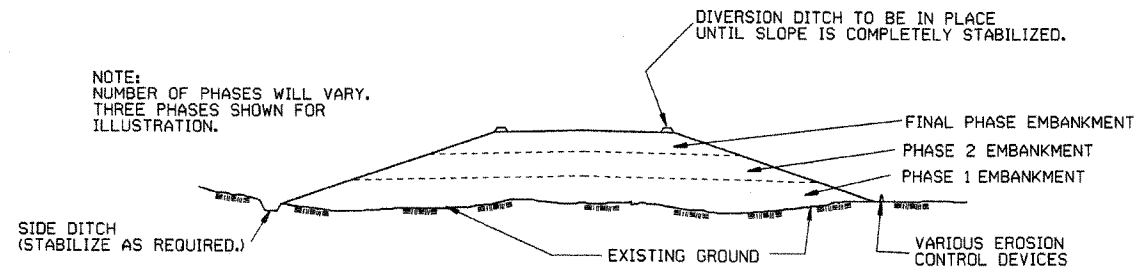 DIVERSION DITCH TO BE IN PLACE
UNTIL SLOPE IS COMPLETELY STABILIZED.
NOTE:
NUMBER OF PHASES WILL VARY.
THREE PHASES SHOWN FOR
ILLUSTRATION.
FINAL PHASE EMBANKMENT
PHASE 2 EMBANKMENT
PHASE 1 EMBANKMENT
SIDE DITCH
(STABILIZE AS REQUIRED.)
EXISTING GROUND
VARIOUS EROSION
CONTROL DEVICES